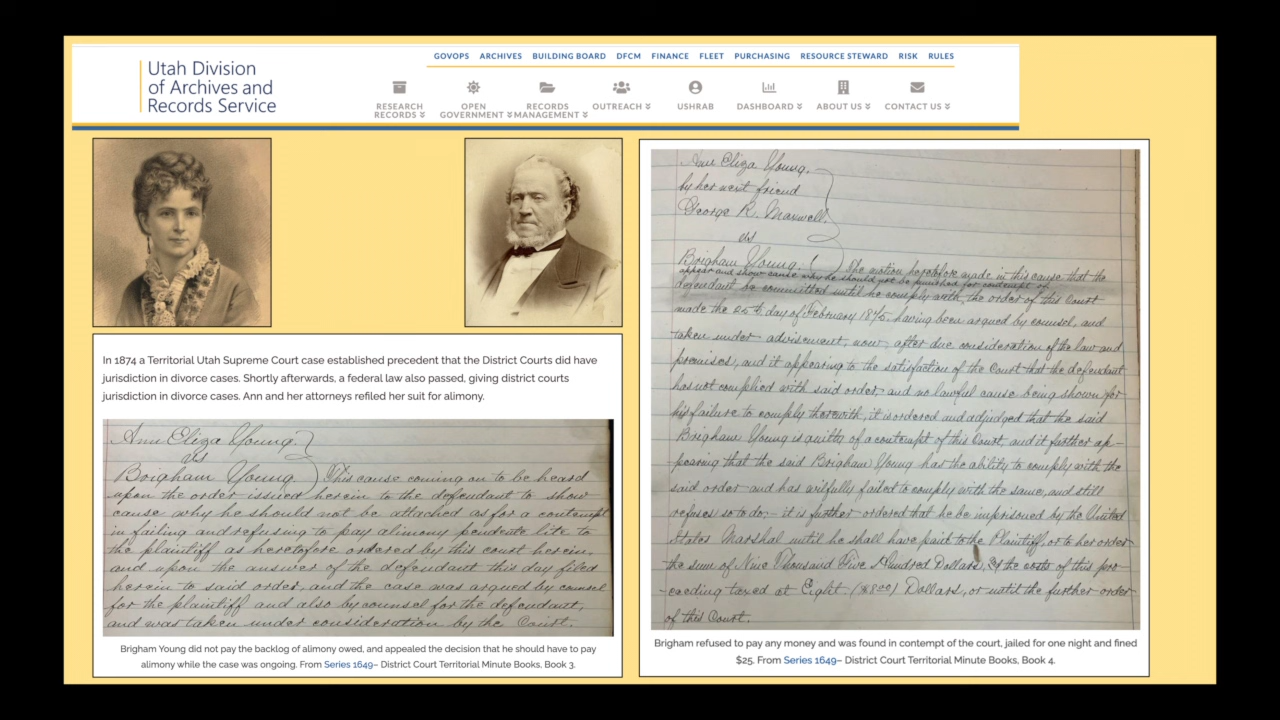 GOVOPS ARCHIVES BUILDING BOARD DFCM FINANCE FLEET PURCHASING RESOURCE STEWARD RISK RULES
Utah Division
of Archives and
Records Service
RESEARCH
RECORDS
OPEN
GOVERNMENT
RECORDS
MANAGEMENT
OUTREACH
USHRAB
DASHBOARD
ABOUT US
CONTACT US
In 1874 a Territorial Utah Supreme Court case established precedent that the District Courts did have
jurisdiction in divorce cases. Shortly afterwards, a federal law also passed, giving district courts
jurisdiction in divorce cases. Ann and her attorneys refiled her suit for alimony.
Ann Eliza Young.
vs
Brigham Young This cause coming on to be heard
upon the order issued herein to the defendant to show
cause why he should not be attached as for a contempt
in failing and refusing to pay alimony pendente lite to
the plaintiff as heretofore ordered by this court herein.
and upon the answer of the defendant this day filed
herein to said order, and the case was argued by counsel
for the plaintiff and also by counsel for the defendant,
and was taken under consideration by the Court.
Brigham Young did not pay the backlog of alimony owed, and appealed the decision that he should have to pay
alimony while the case was ongoing. From Series 1649– District Court Territorial Minute Books, Book 3.
Ann Eliza Young,
by her next friend
George R. Maxwell.
vs
Brigham Young. The motion heretofore made in this cause that the
appear and show cause why he should not be punished for contempt or
defendant be committed until he comply with, the order of this Court
made the 25th day of February 1875. having been argued by counsel, and
taken under advisement, now, after due consideration of the law and
premises, and it appearing to the satisfaction of the Court that the defendant
has not complied with said order, and no lawful cause being shown for
his failure to comply therewith, it is ordered and adjudged that the said
Brigham Young is guilty of a contempt of this Court, and it further ap-
pearing that the said Brigham Young has the ability to comply with the
said order and has wilfully failed to comply with the same, and still
refuses so to do;- it is further ordered that he be imprisoned by the United
States Marshal until he shall have paid to the Plaintiff, or to her order
the sum of Nine Thousand Five Hundred Dollars, & the costs of this pro-
-ceeding taxed at Eight ($8.00) Dollars, or until the further order
of this Court.
Brigham refused to pay any money and was found in contempt of the court, jailed for one night and fined
$25. From Series 1649– District Court Territorial Minute Books, Book 4.